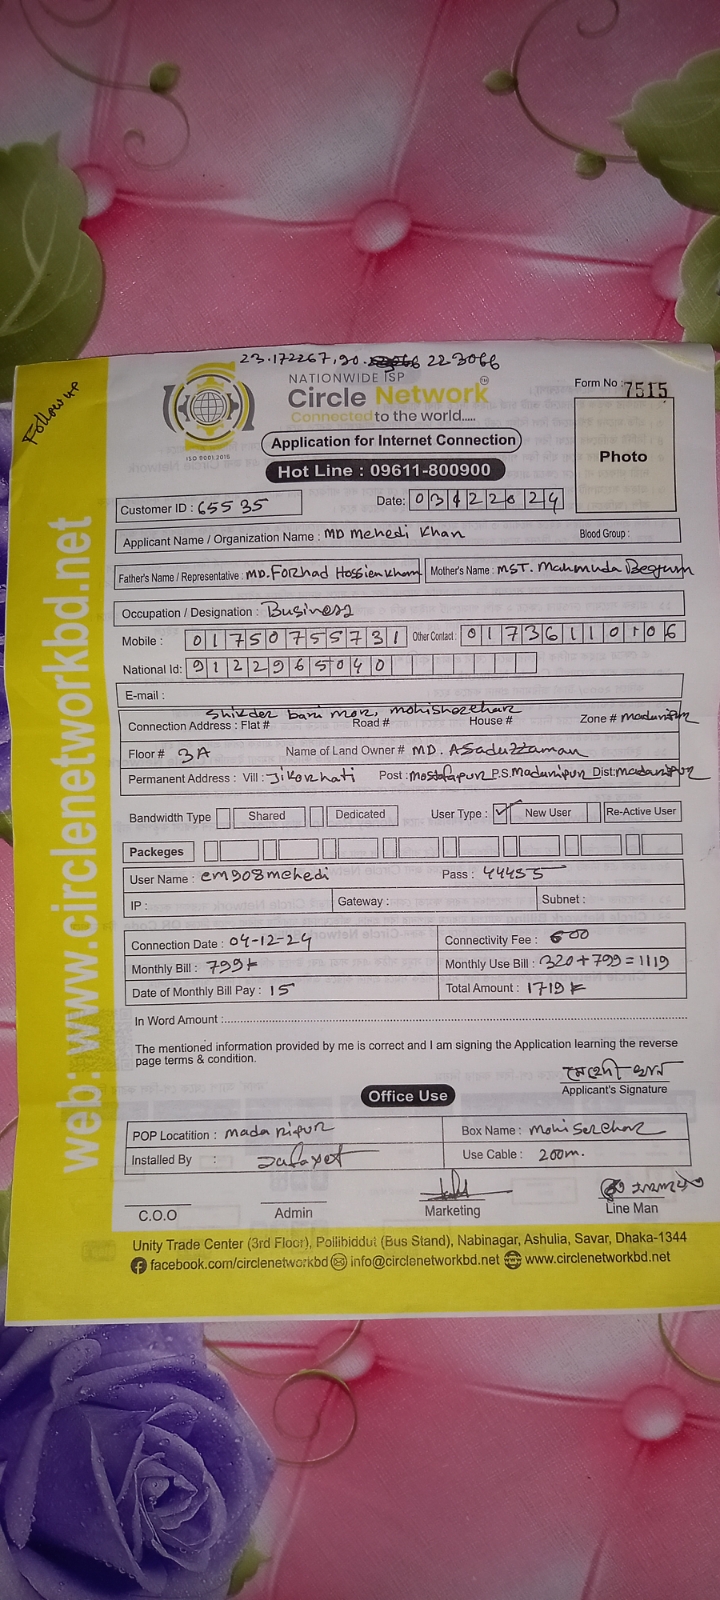 23.172267, 90. 223066
Follow up
NATIONWIDE ISP
Circle Network
Connected to the world.....
ISO 9001:2015
Application for Internet Connection
Hot Line : 09611-800900
Form No : 7515
Photo
Customer ID : 65535
Date: 03122024
Applicant Name / Organization Name : MD Mehedi Khan Blood Group :
Father's Name / Representative : MD. Forhad Hossien Khan Mother's Name : MST. Mahmuda Begum
Occupation / Designation : Business
Mobile : 01750755731 Other Contact : 01736110106
National Id: 9122965040
E-mail :
Shikder bari mor, mohisherchar
Connection Address : Flat # Road # House # Zone # madaripur
Floor # 3A Name of Land Owner # MD. Asaduzzaman
Permanent Address : Vill : Jikorhati Post : mostafapur P.S. Madaripur Dist: madaripur
Bandwidth Type Shared Dedicated User Type : ✓ New User Re-Active User
Packeges
User Name : em908mehedi Pass : 44455
IP : Gateway : Subnet :
Connection Date : 04-12-24 Connectivity Fee : 600
Monthly Bill : 799 Monthly Use Bill : 320+799=1119
Date of Monthly Bill Pay : 15 Total Amount : 1719
In Word Amount :
The mentioned information provided by me is correct and I am signing the Application learning the reverse
page terms & condition.
মেহেদী খান
Applicant's Signature
Office Use
POP Locatition : madaripur Box Name : Mohiserchor
Installed By : Use Cable : 200m.
C.O.O Admin Marketing Line Man
Unity Trade Center (3rd Floor), Pollibiddut (Bus Stand), Nabinagar, Ashulia, Savar, Dhaka-1344
facebook.com/circlenetworkbd info@circlenetworkbd.net www.circlenetworkbd.net
web: www.circlenetworkbd.net